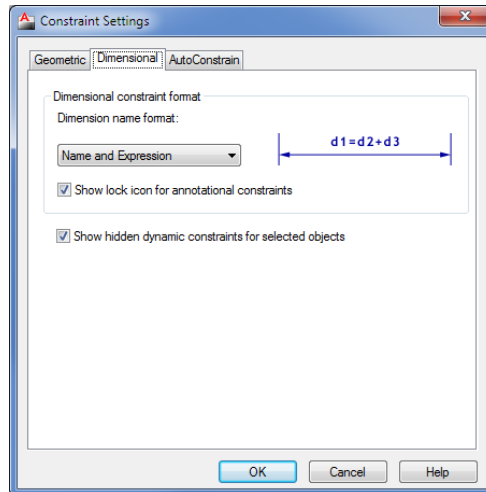 Constraint Settings
Geometric Dimensional AutoConstrain
Dimensional constraint format
Dimension name format:
Name and Expression
d1=d2+d3
Show lock icon for annotational constraints
Show hidden dynamic constraints for selected objects
OK Cancel Help